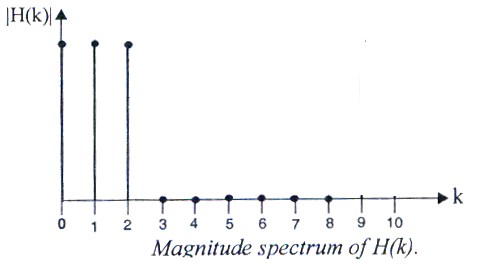 |H(k)|
k
0 1 2 3 4 5 6 7 8 9 10
Magnitude spectrum of H(k).